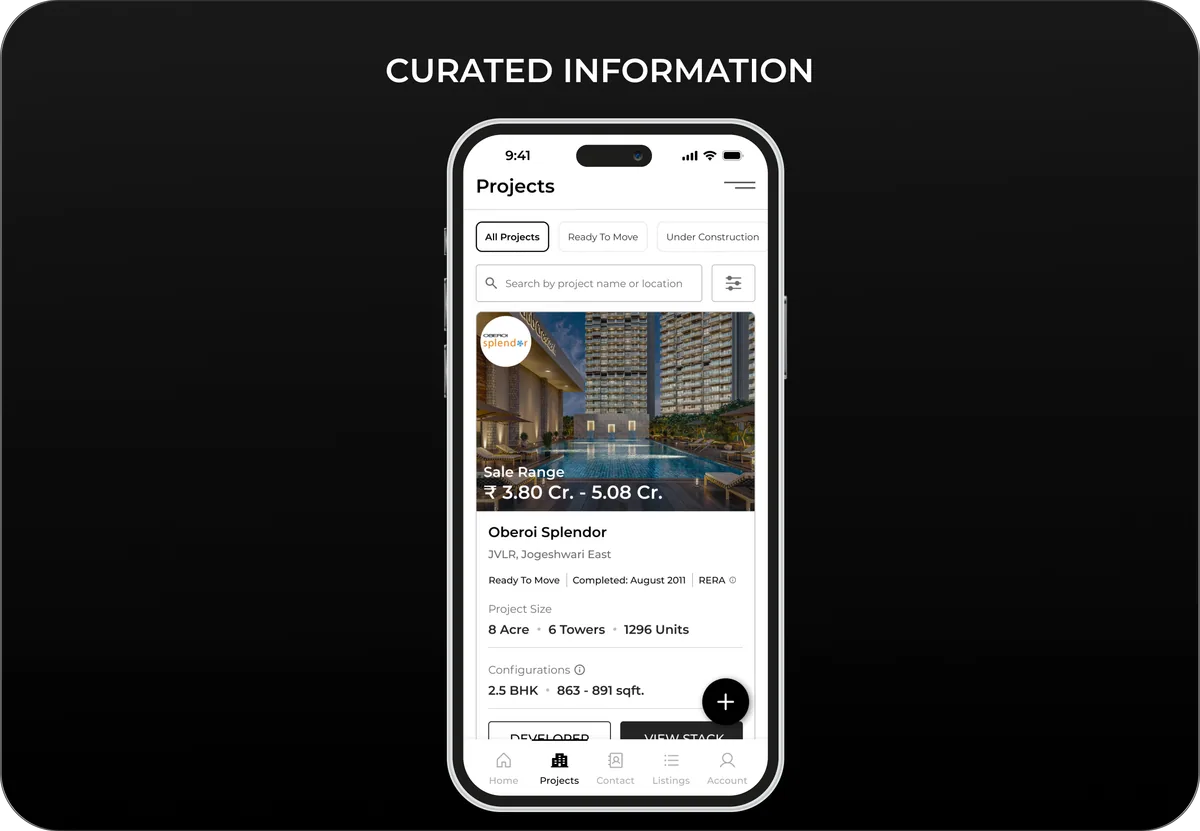 CURATED INFORMATION
9:41
Projects
All Projects
Ready To Move
Under Construction
Search by project name or location
OBEROI
splendor
Sale Range
₹ 3.80 Cr. - 5.08 Cr.
Oberoi Splendor
JVLR, Jogeshwari East
Ready To Move | Completed: August 2011 | RERA
Project Size
8 Acre • 6 Towers • 1296 Units
Configurations
2.5 BHK • 863 - 891 sqft.
DEVELOPER
VIEW STACK
Home
Projects
Contact
Listings
Account